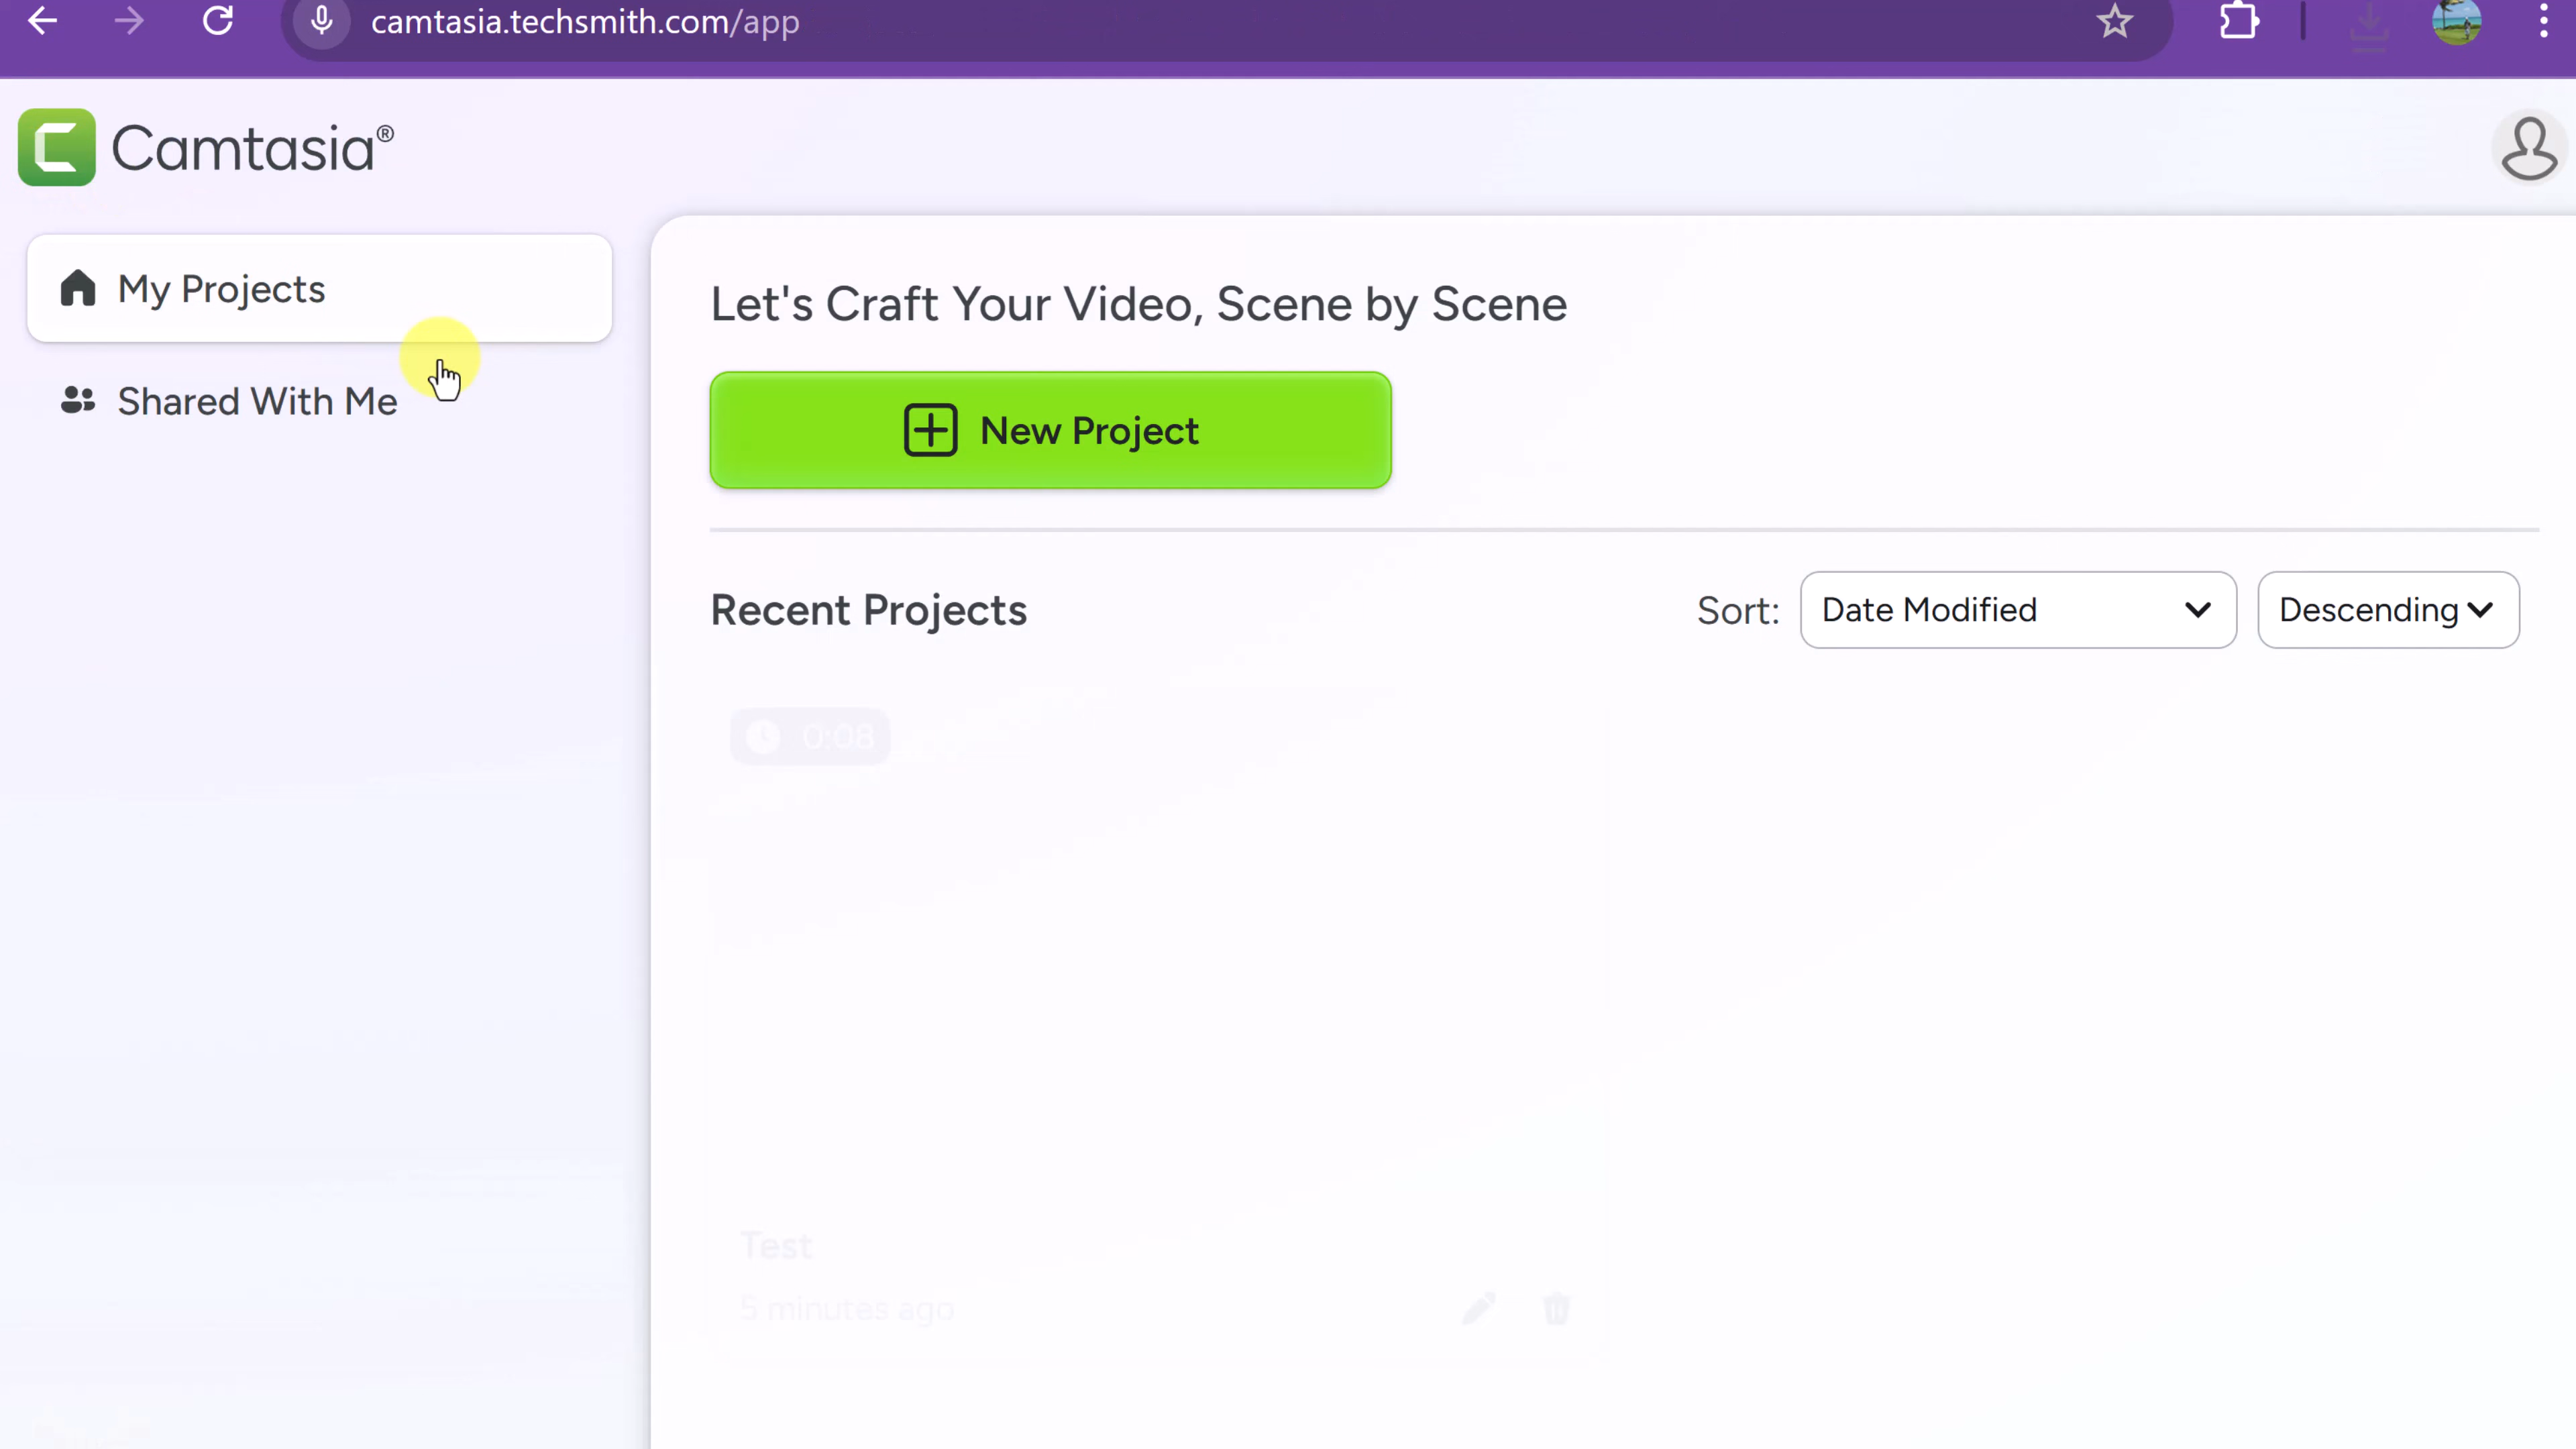 camtasia.techsmith.com/app
Camtasia®
My Projects
Shared With Me
Let's Craft Your Video, Scene by Scene
New Project
Recent Projects
Sort:
Date Modified
Descending
0:08
Test
5 minutes ago